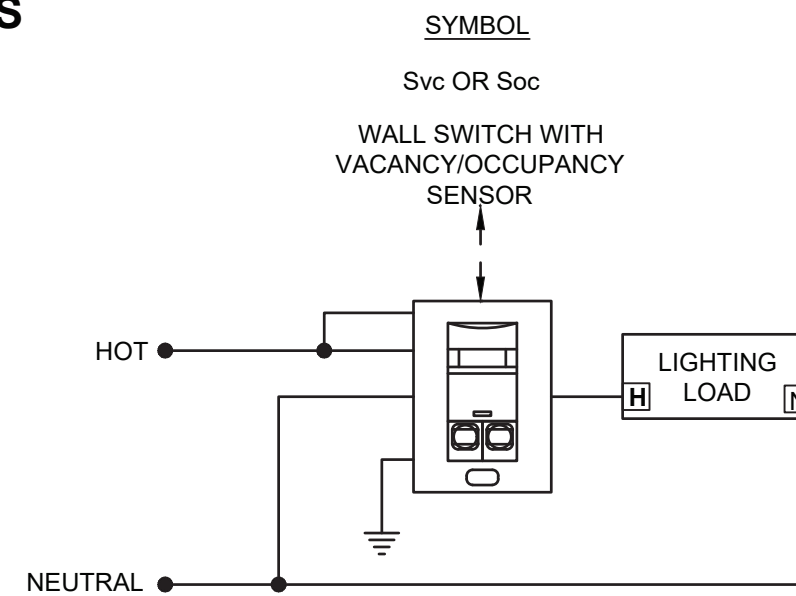 S
SYMBOL
Svc OR Soc
WALL SWITCH WITH
VACANCY/OCCUPANCY
SENSOR
HOT
LIGHTING
LOAD
H
NEUTRAL